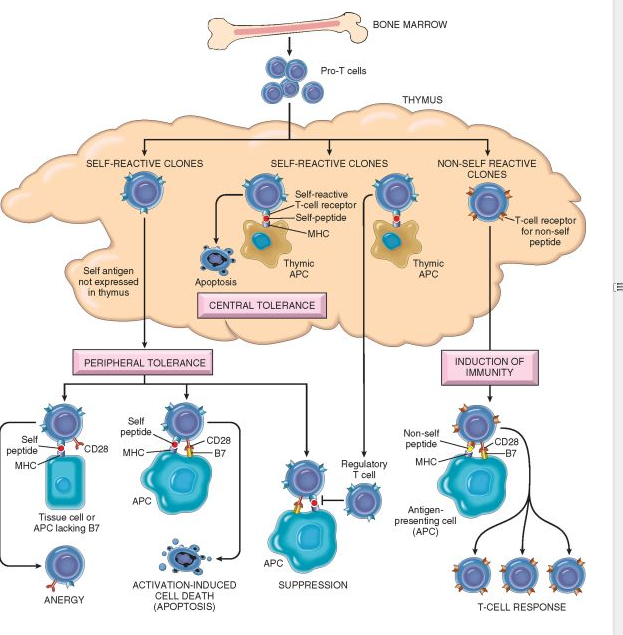 BONE MARROW
Pro-T cells
THYMUS
SELF-REACTIVE CLONES
SELF-REACTIVE CLONES
NON-SELF REACTIVE
CLONES
Self-reactive
T-cell receptor
Self-peptide
MHC
T-cell receptor
for non-self
peptide
Thymic
APC
Thymic
APC
Self antigen
not expressed
in thymus
Apoptosis
CENTRAL TOLERANCE
PERIPHERAL TOLERANCE
INDUCTION OF
IMMUNITY
Self
peptide
CD28
MHC
Tissue cell or
APC lacking B7
ANERGY
Self
peptide
CD28
MHC
B7
APC
ACTIVATION-INDUCED
CELL DEATH
(APOPTOSIS)
Regulatory
T cell
APC
SUPPRESSION
Non-self
peptide
CD28
MHC
B7
Antigen-
presenting cell
(APC)
T-CELL RESPONSE